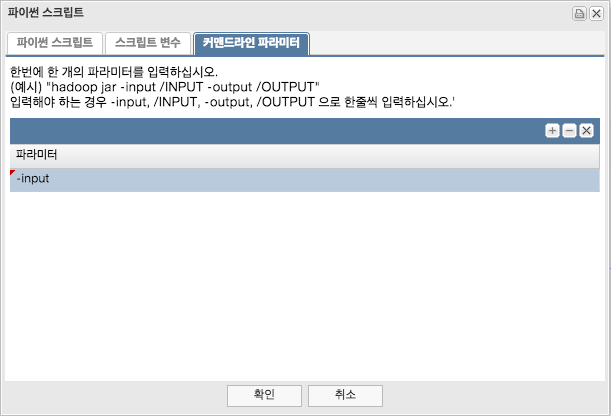 파이썬 스크립트
파이썬 스크립트 스크립트 변수 커맨드라인 파라미터
한번에 한 개의 파라미터를 입력하십시오.
(예시) "hadoop jar -input /INPUT -output /OUTPUT"
입력해야 하는 경우 -input, /INPUT, -output, /OUTPUT 으로 한줄씩 입력하십시오.'
파라미터
-input
확인 취소